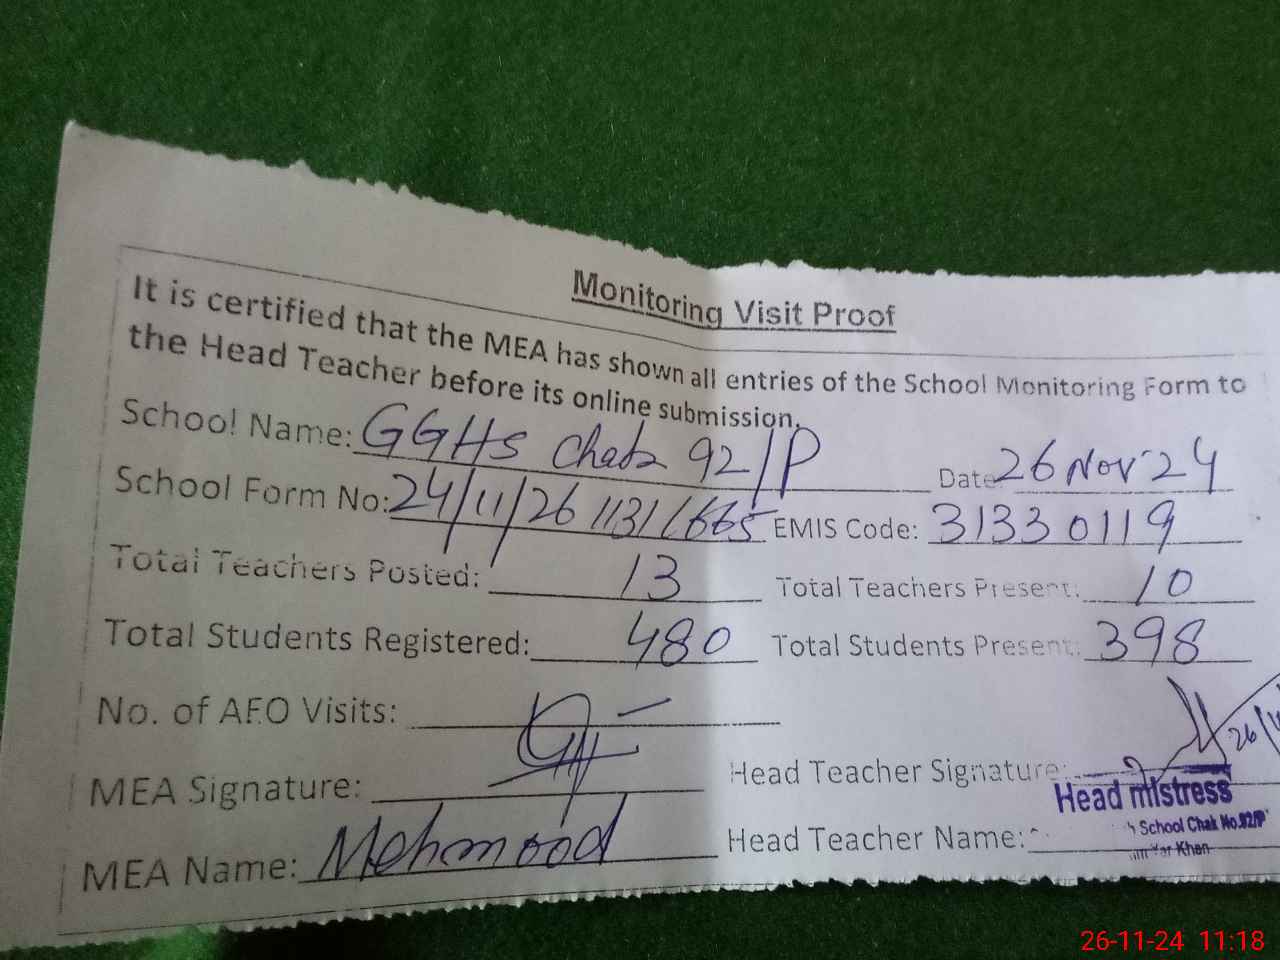 Monitoring Visit Proof
It is certified that the MEA has shown all entries of the School Monitoring Form to
the Head Teacher before its online submission.
School Name: GGHS Chak 92/P Date 26 Nov 24
School Form No: 24/11/26 11311665 EMIS Code: 31330119
Total Teachers Posted: 13 Total Teachers Present: 10
Total Students Registered: 480 Total Students Present: 398
No. of AEO Visits:
MEA Signature: Head Teacher Signature: 26/
MEA Name: Mehmood Head Teacher Name:
Head mistress
School Chak No.92/P
Yar Khan
26-11-24 11:18